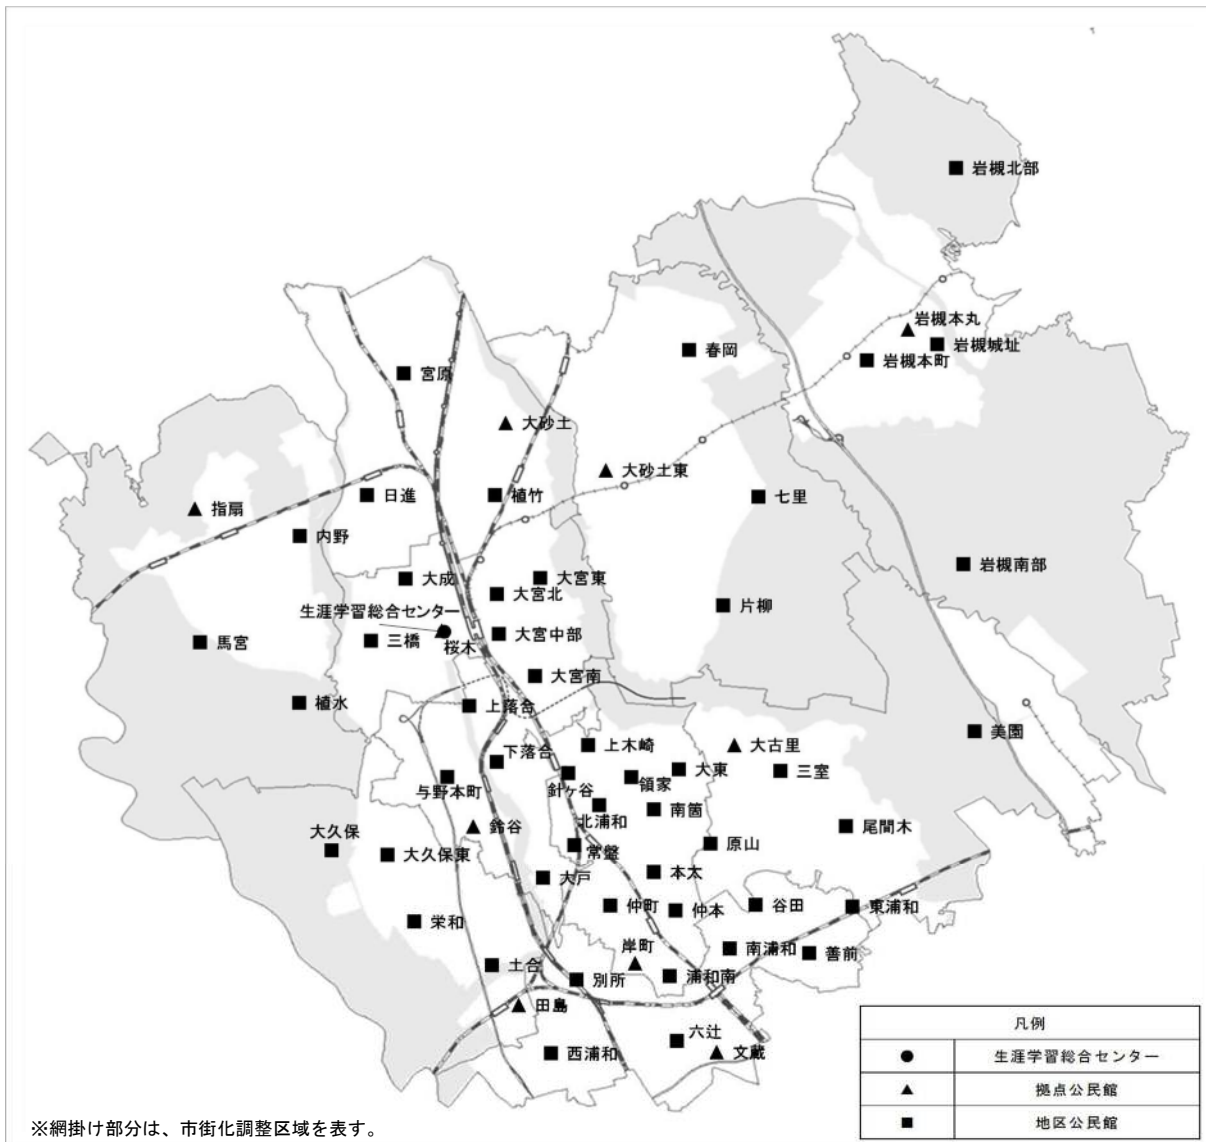 岩槻北部
岩槻本丸
岩槻城址
岩槻本町
春岡
宮原
大砂土
大砂土東
日進
植竹
七里
指扇
内野
岩槻南部
大成
大宮東
大宮北
片柳
生涯学習総合センター
桜木
三橋
大宮中部
馬宮
大宮南
植水
上落合
美園
上木崎
大古里
下落合
針ヶ谷
領家
大東
三室
与野本町
北浦和
南箇
鈴谷
尾間木
大久保
大久保東
常盤
原山
大戸
本太
仲町
仲本
谷田
東浦和
栄和
岸町
南浦和
善前
土合
別所
浦和南
田島
六辻
西浦和
文蔵
凡例
生涯学習総合センター
拠点公民館
地区公民館
※網掛け部分は、市街化調整区域を表す。